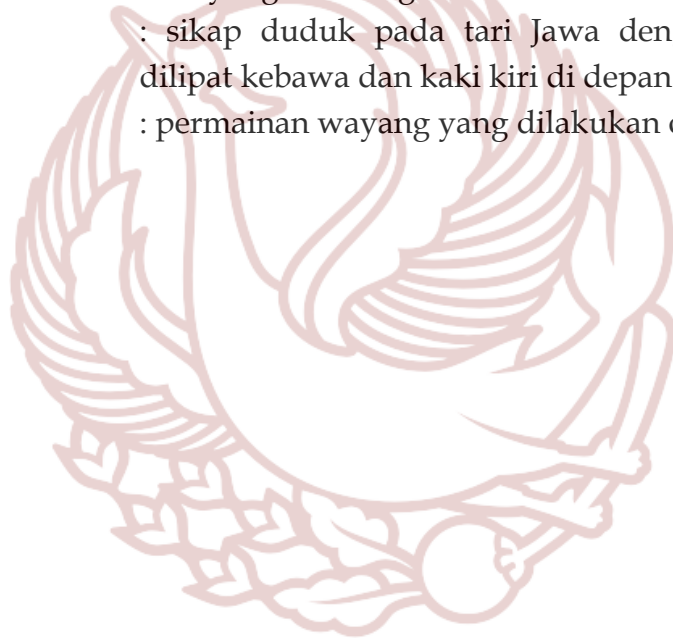 : sikap duduk pada tari Jawa den
dilipat kebawa dan kaki kiri di depan
: permainan wayang yang dilakukan